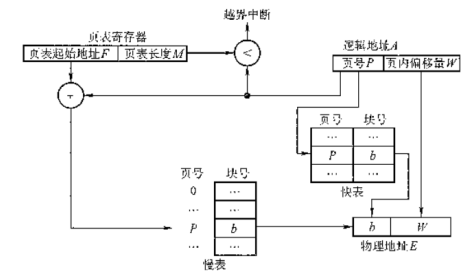 越界中断
页表寄存器
页表起始地址F 页表长度M
<
逻辑地址A
页号P 页内偏移量W
+
页号 块号
... ...
P b
... ...
快表
页号 块号
0 ...
... ...
P b
... ...
慢表
b W
物理地址E